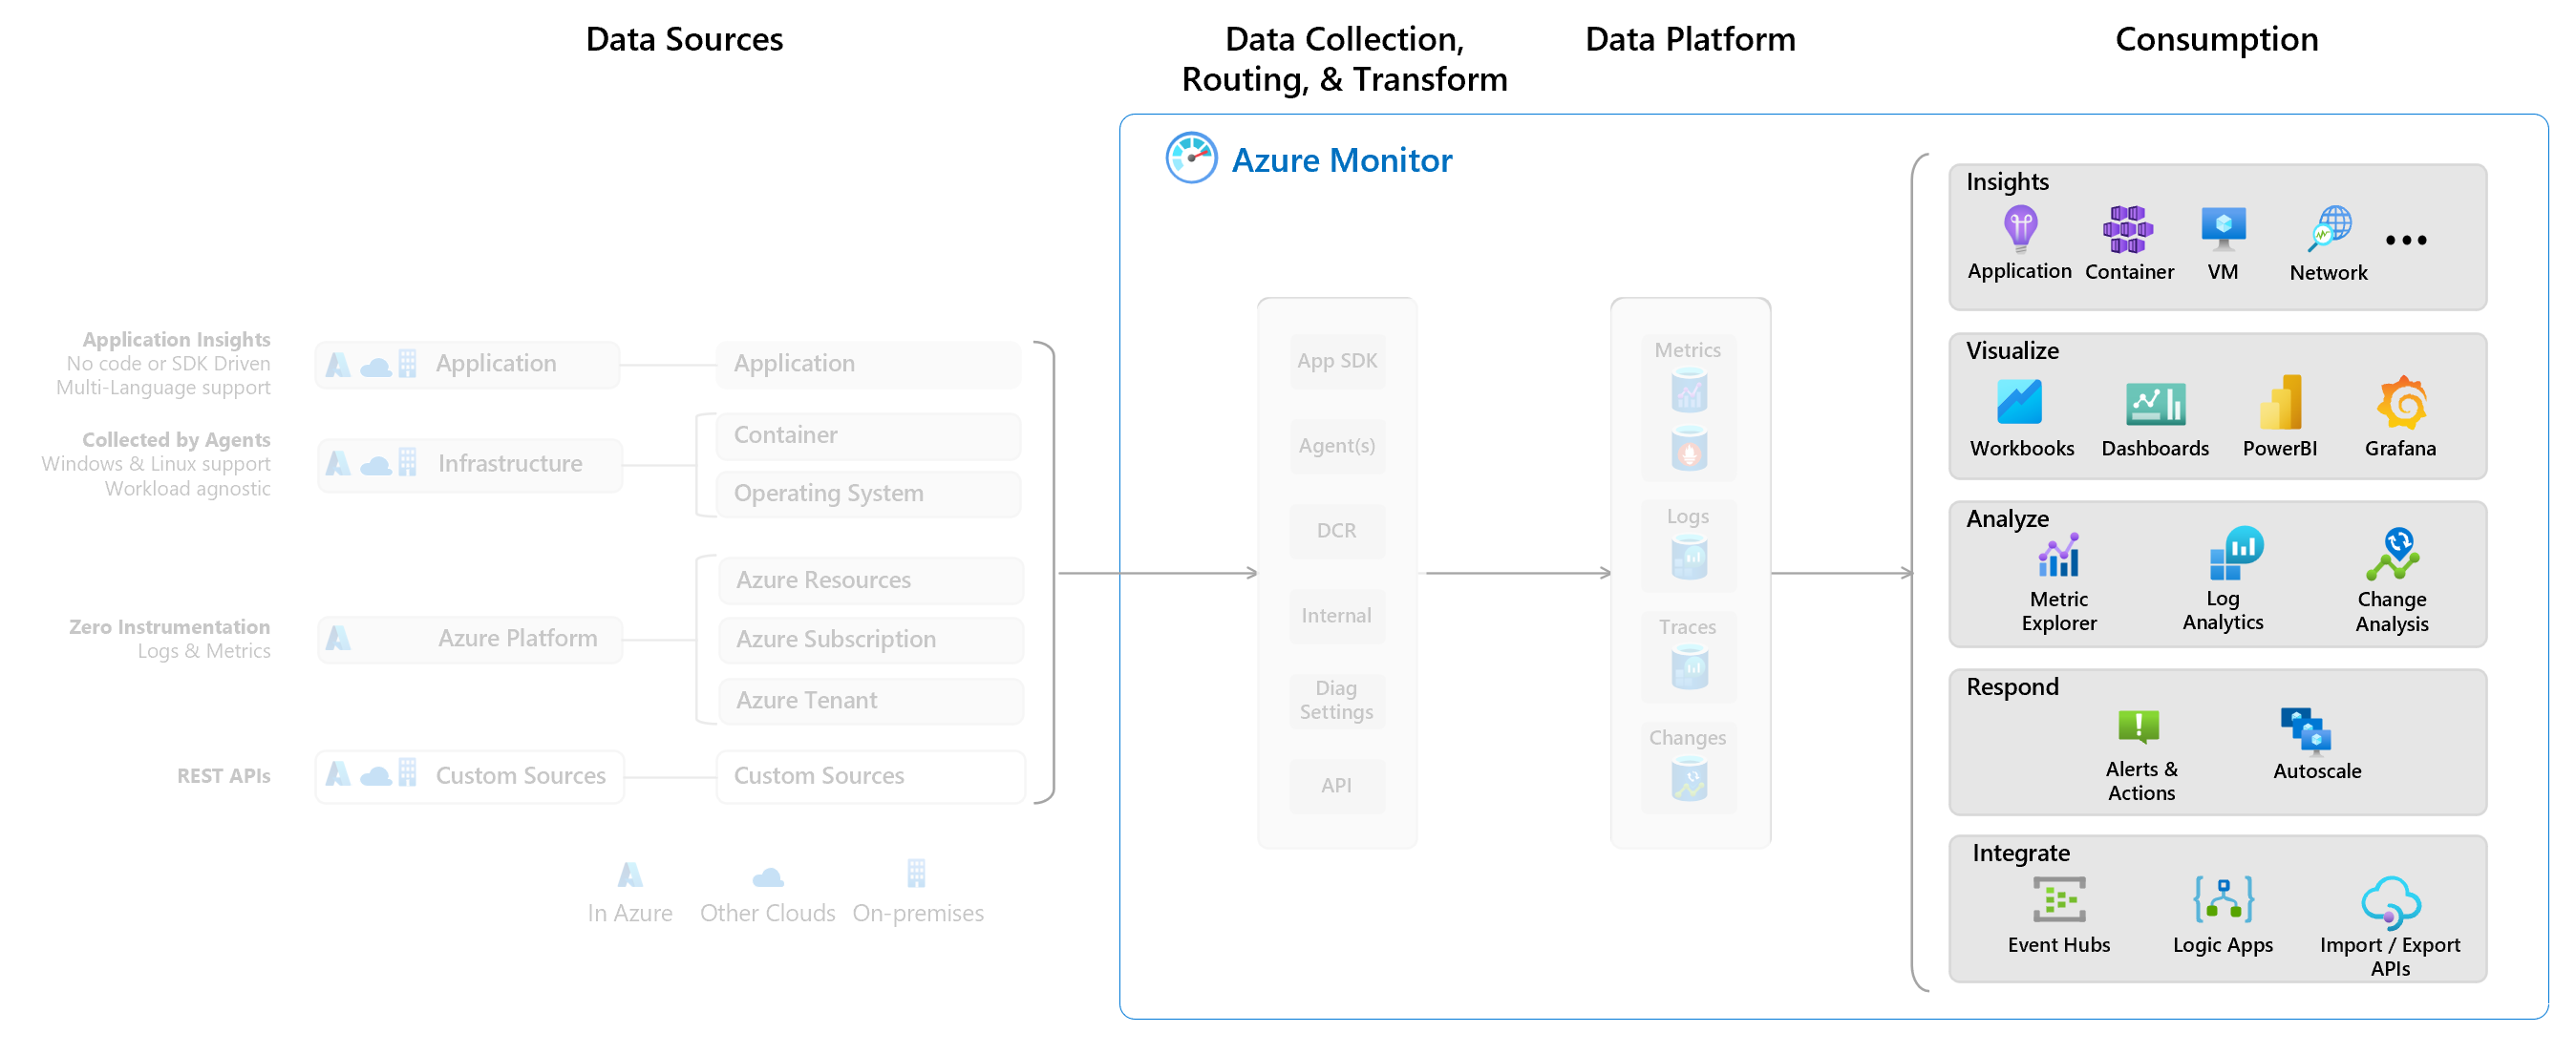 Data Sources
Data Collection,
Routing, & Transform
Data Platform
Consumption
Azure Monitor
Application Insights
No code or SDK Driven
Multi-Language support
Application
Application
Collected by Agents
Windows & Linux support
Workload agnostic
Infrastructure
Container
Operating System
Zero Instrumentation
Logs & Metrics
Azure Platform
Azure Resources
Azure Subscription
Azure Tenant
REST APIs
Custom Sources
Custom Sources
In Azure
Other Clouds
On-premises
App SDK
Agent(s)
DCR
Internal
Diag
Settings
API
Metrics
Logs
Traces
Changes
Insights
Application
Container
VM
Network
...
Visualize
Workbooks
Dashboards
PowerBI
Grafana
Analyze
Metric
Explorer
Log
Analytics
Change
Analysis
Respond
Alerts &
Actions
Autoscale
Integrate
Event Hubs
Logic Apps
Import / Export
APIs